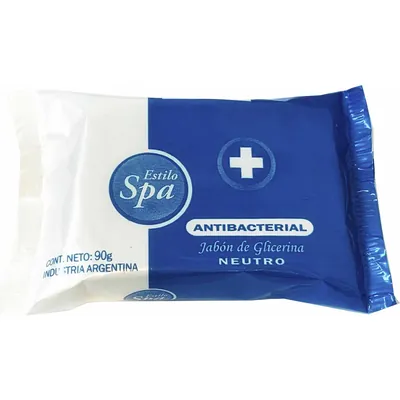 Estilo
Spa
ANTIBACTERIAL
Jabón de Glicerina
NEUTRO
CONT. NETO: 90g
INDUSTRIA ARGENTINA